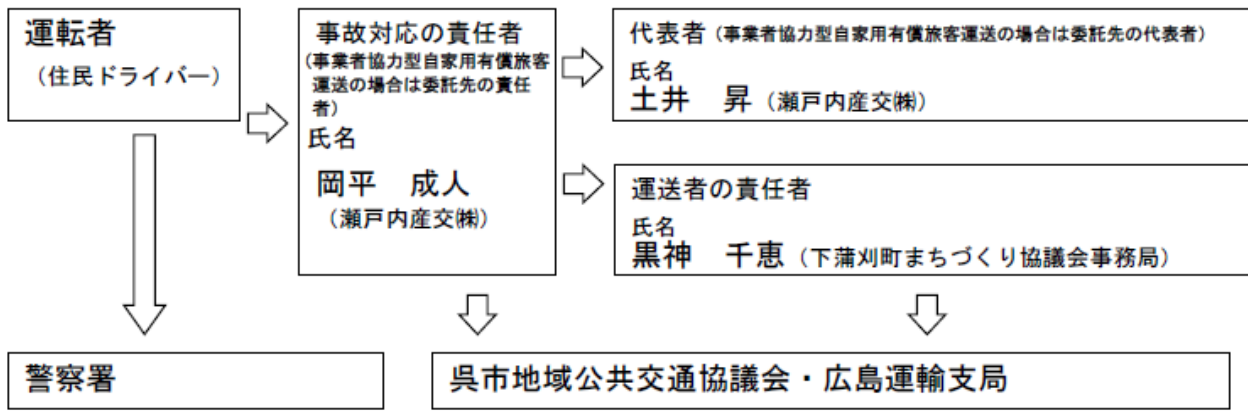 運転者
（住民ドライバー）
事故対応の責任者
(事業者協力型自家用有償旅客
運送の場合は委託先の責任
者)
氏名
岡平　成人
（瀬戸内産交㈱）
代表者（事業者協力型自家用有償旅客運送の場合は委託先の代表者）
氏名
土井　昇（瀬戸内産交㈱）
運送者の責任者
氏名
黒神　千恵（下蒲刈町まちづくり協議会事務局）
警察署
呉市地域公共交通協議会・広島運輸支局